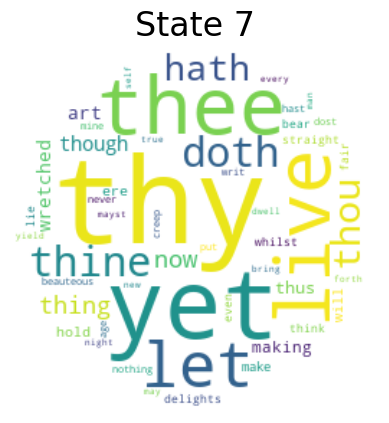 State 7
self
hath
every
thee
hast
man
art
mine
bear
dost
though
true
straight
doth
writ
fair
wretched
thy
live
thou
ere
never
lie
mayst
creep
dwell
yield
whilst
thine
now
put
bring
forth
beauteous
new
yet
even
thus
will
thing
age
think
hold
let
making
night
nothing
make
may
delights